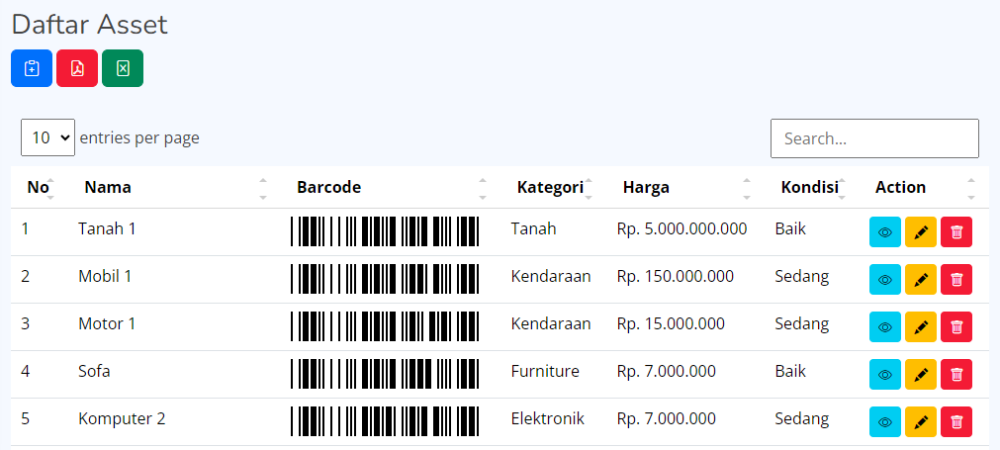 Daftar Asset
10 entries per page Search...
No Nama Barcode Kategori Harga Kondisi Action
1 Tanah 1 Tanah Rp. 5.000.000.000 Baik
2 Mobil 1 Kendaraan Rp. 150.000.000 Sedang
3 Motor 1 Kendaraan Rp. 15.000.000 Sedang
4 Sofa Furniture Rp. 7.000.000 Baik
5 Komputer 2 Elektronik Rp. 7.000.000 Sedang